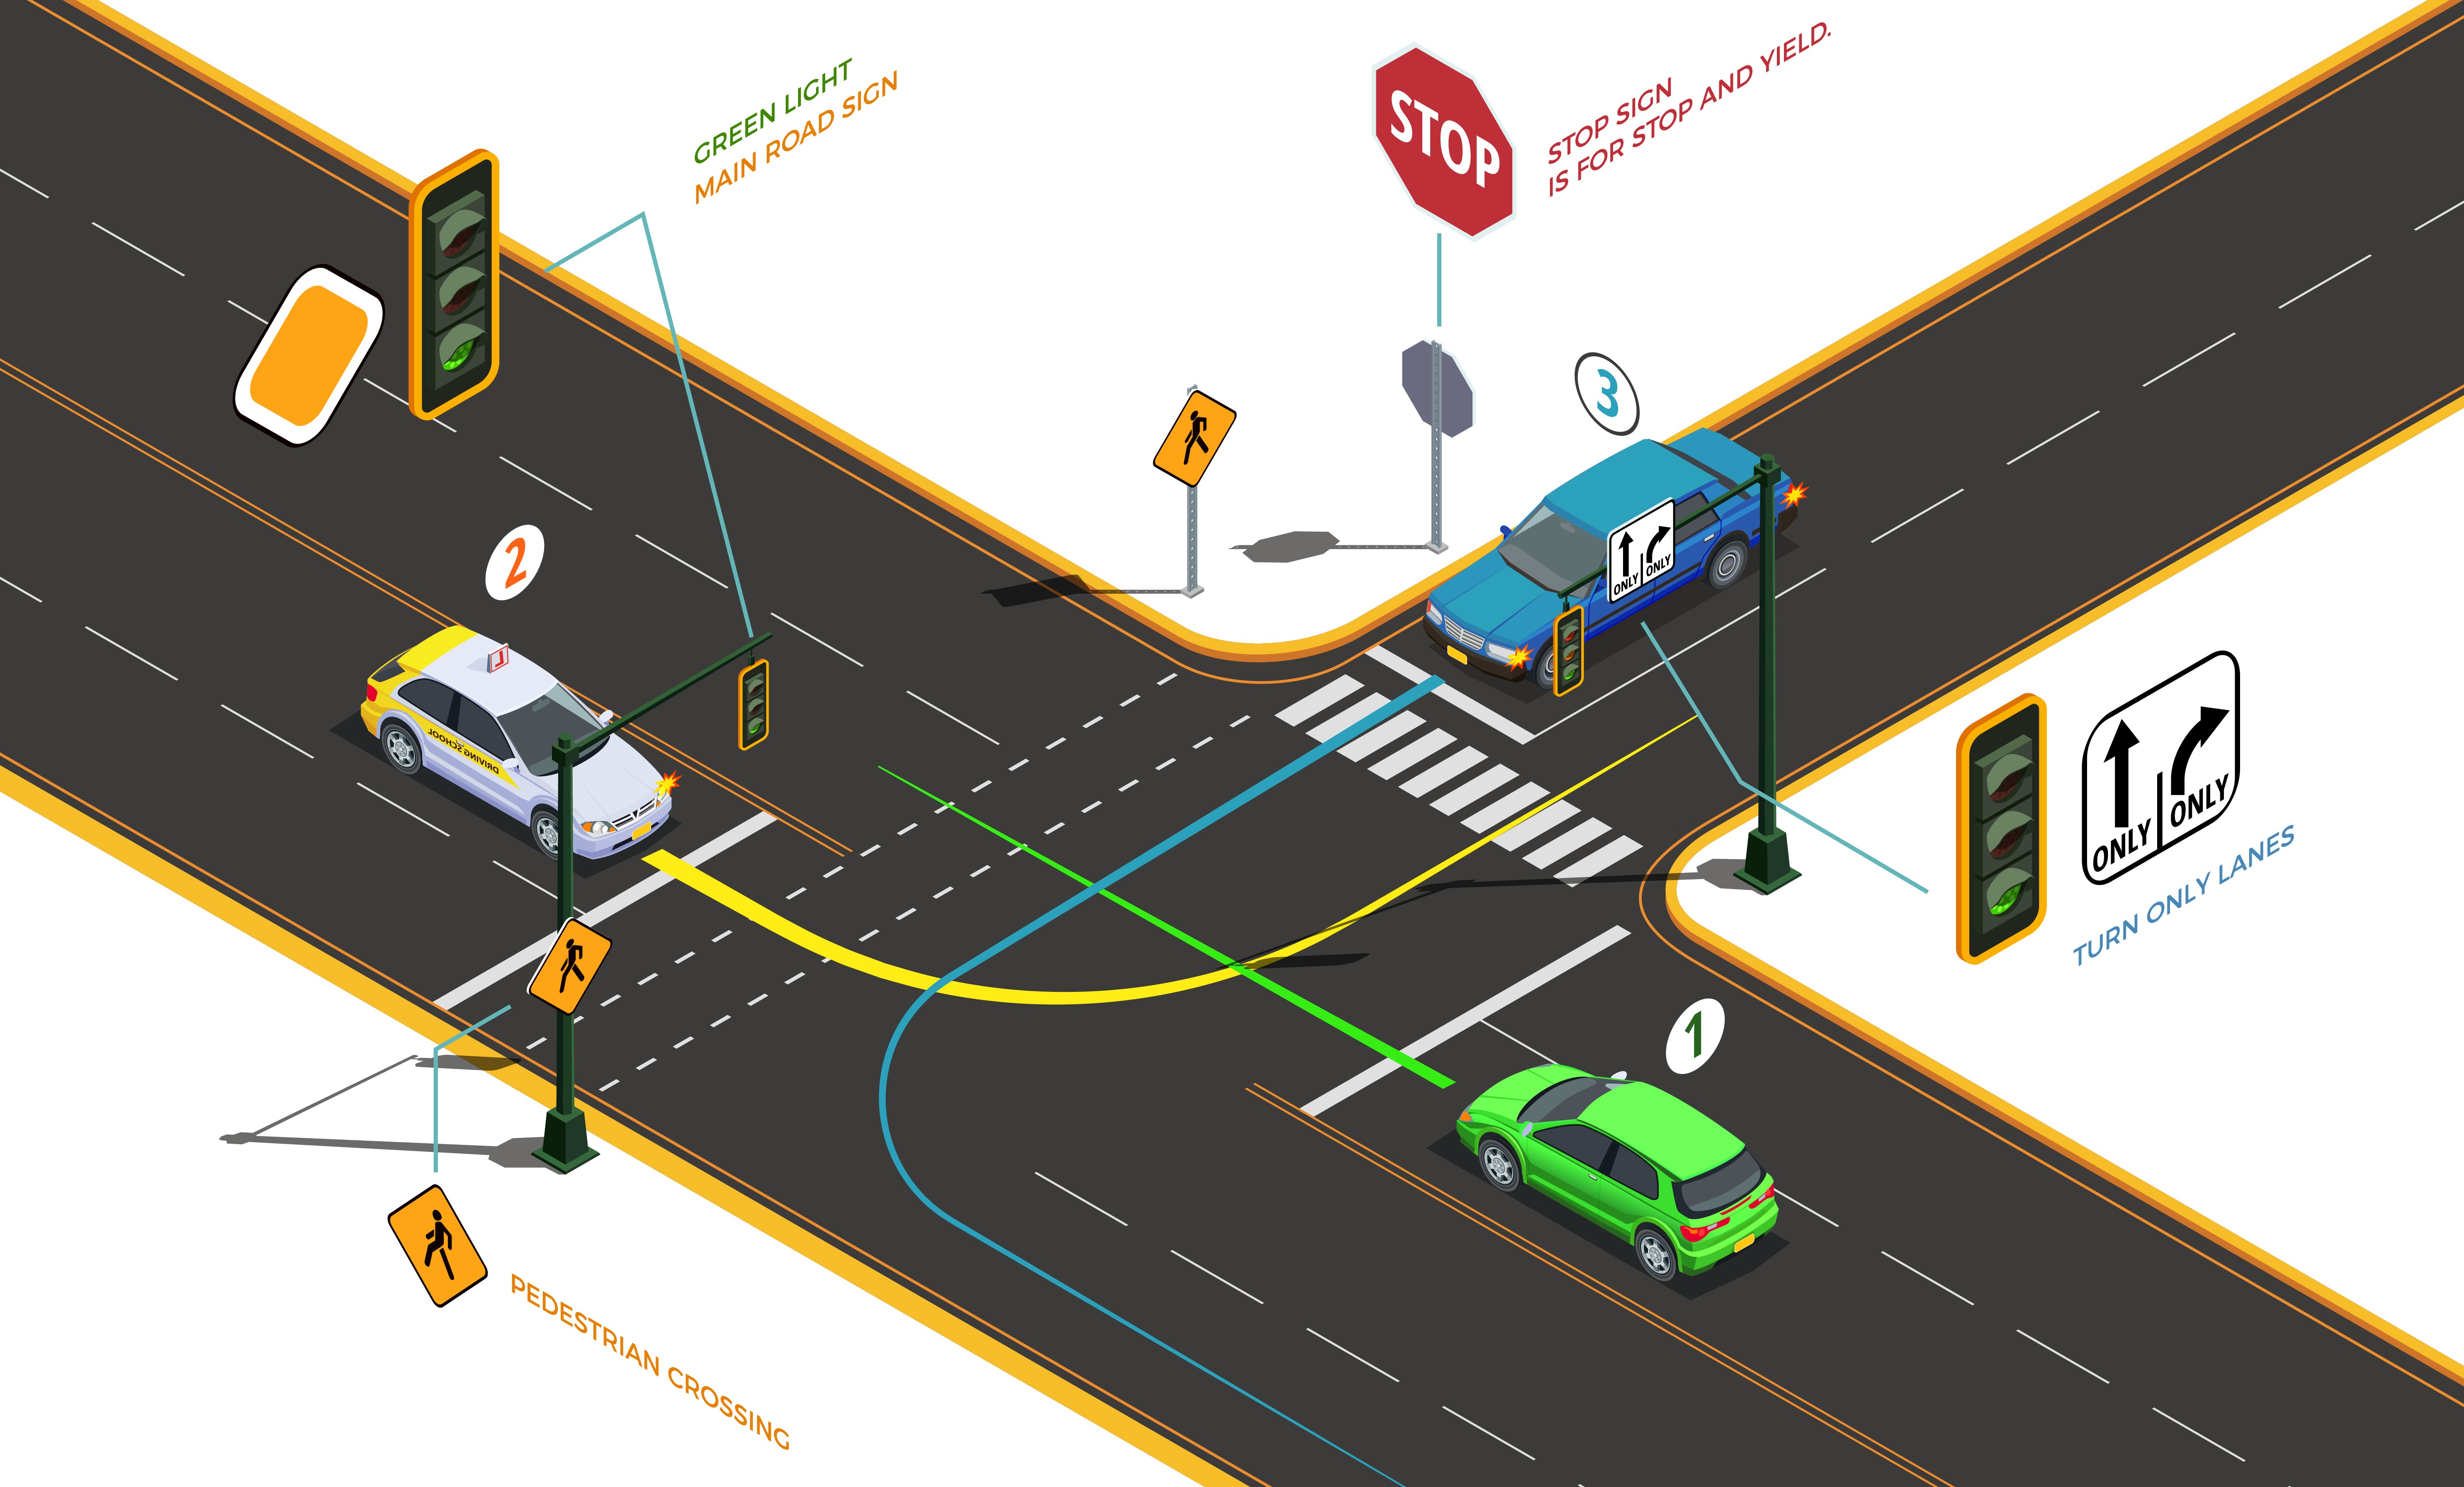 GREEN LIGHT
MAIN ROAD SIGN
STOP
STOP SIGN
IS FOR STOP AND YIELD.
3
2
L
DRIVING SCHOOL
ONLY ONLY
ONLY ONLY
TURN ONLY LANES
1
PEDESTRIAN CROSSING